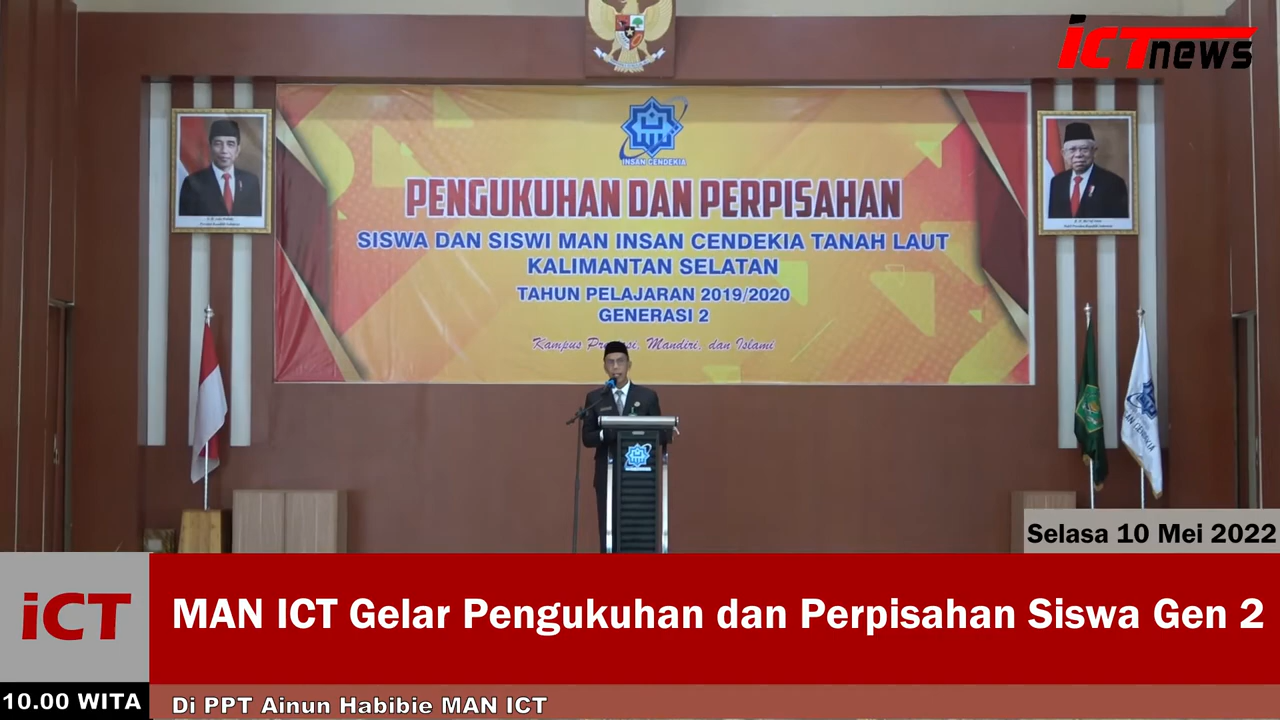 iCTnews
INSAN CENDEKIA
PENGUKUHAN DAN PERPISAHAN
SISWA DAN SISWI MAN INSAN CENDEKIA TANAH LAUT
KALIMANTAN SELATAN
TAHUN PELAJARAN 2019/2020
GENERASI 2
Kampus Prestasi, Mandiri, dan Islami
Selasa 10 Mei 2022
iCT
MAN ICT Gelar Pengukuhan dan Perpisahan Siswa Gen 2
10.00 WITA
Di PPT Ainun Habibie MAN ICT